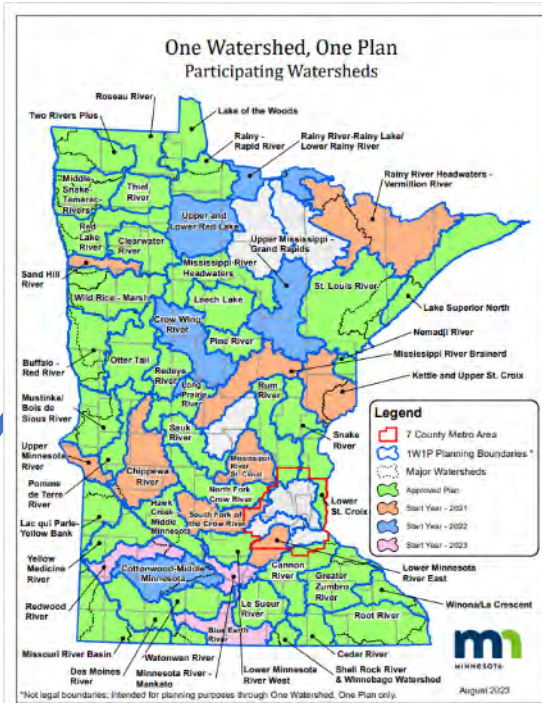 One Watershed, One Plan
Participating Watersheds
Roseau River
Two Rivers Plus
Lake of the Woods
Rainy -
Rapid River
Rainy River-Rainy Lake/
Lower Rainy River
Rainy River Headwaters -
Vermillion River
Middle-
Snake-
Tamarac-
Rivers
Thief
River
Upper and
Lower Red Lake
Upper Mississippi -
Grand Rapids
Red
Lake
River
Clearwater
River
Sand Hill
River
Mississippi River
Headwaters
St. Louis River
Wild Rice - Marsh
Leech Lake
Lake Superior North
Crow Wing
River
Pine River
Nemadji River
Mississippi River Brainerd
Kettle and Upper St. Croix
Buffalo -
Red River
Otter Tail
Redeye
River
Long
Prairie
River
Rum
River
Mustinka/
Bois de
Sioux River
Sauk
River
Snake
River
Upper
Minnesota
River
Chippewa
River
Mississippi
River
St. Cloud
Pomme
de Terre
River
North Fork
Crow River
Hawk
Creek
Middle
Minnesota
South Fork of
the Crow River
Lower
St. Croix
Lac qui Parle-
Yellow Bank
Yellow
Medicine
River
Cottonwood-Middle
Minnesota
Cannon
River
Lower Minnesota
River East
Greater
Zumbro
River
Winona/La Crescent
Redwood
River
Le Sueur
River
Root River
Blue Earth
River
Missouri River Basin
Des Moines
River
Watonwan River
Minnesota River -
Mankato
Lower Minnesota
River West
Cedar River
Shell Rock River
& Winnebago Watershed
Legend
7 County Metro Area
1W1P Planning Boundaries *
Major Watersheds
Approved Plan
Start Year - 2021
Start Year - 2022
Start Year - 2023
MINNESOTA
August 2023
*Not legal boundaries; intended for planning purposes through One Watershed, One Plan only.